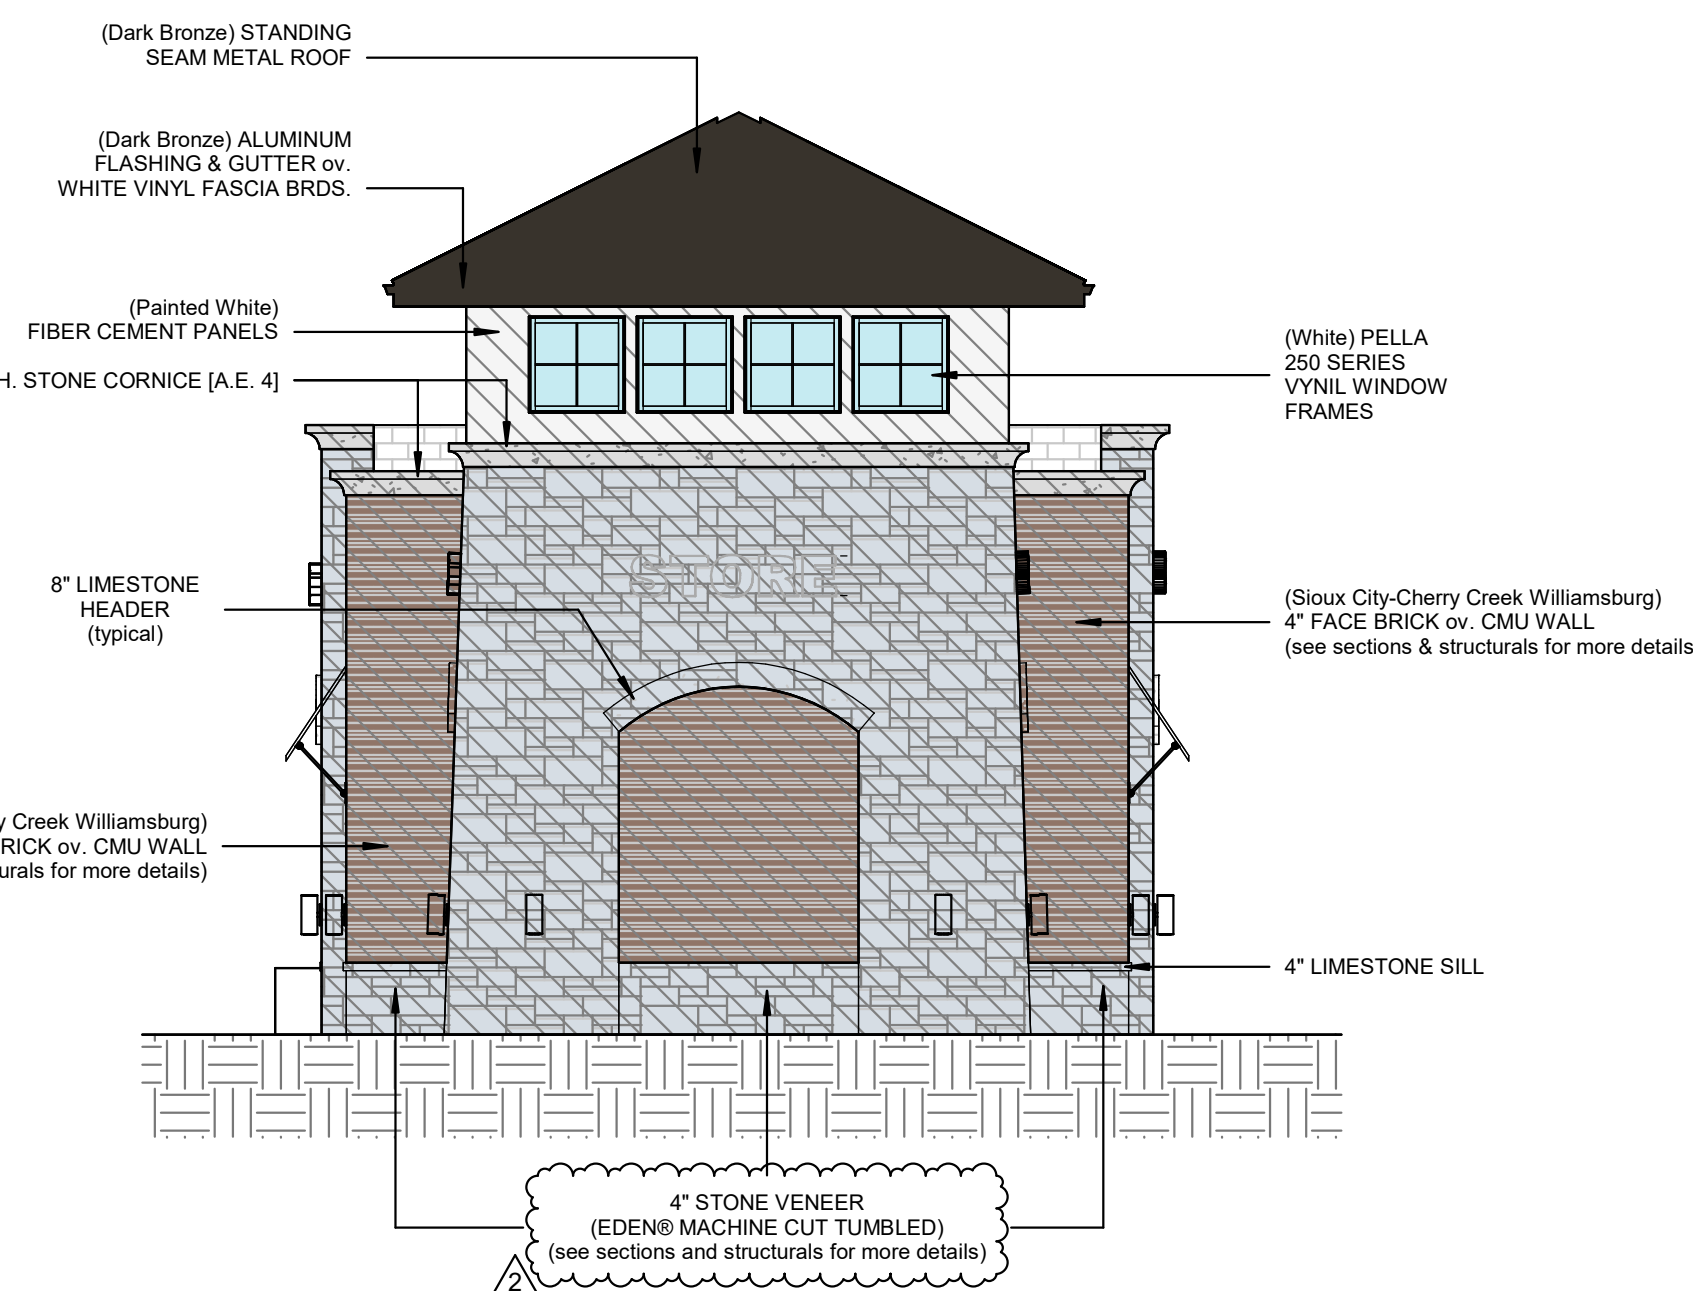 (Dark Bronze) STANDING
SEAM METAL ROOF
(Dark Bronze) ALUMINUM
FLASHING & GUTTER ov.
WHITE VINYL FASCIA BRDS.
(Painted White)
FIBER CEMENT PANELS
H. STONE CORNICE [A.E. 4]
(White) PELLA
250 SERIES
VYNIL WINDOW
FRAMES
STORE
8" LIMESTONE
HEADER
(typical)
(Sioux City-Cherry Creek Williamsburg)
4" FACE BRICK ov. CMU WALL
(see sections & structurals for more details
y Creek Williamsburg)
RICK ov. CMU WALL
urals for more details)
4" LIMESTONE SILL
4" STONE VENEER
(EDEN® MACHINE CUT TUMBLED)
(see sections and structurals for more details)
2